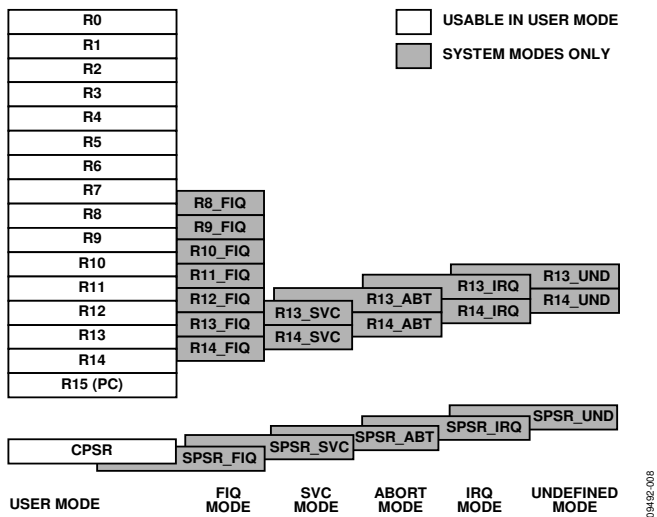 R0
R1
R2
R3
R4
R5
R6
R7
R8
R9
R10
R11
R12
R13
R14
R15 (PC)
R8_FIQ
R9_FIQ
R10_FIQ
R11_FIQ
R12_FIQ
R13_FIQ
R14_FIQ
R13_SVC
R14_SVC
R13_ABT
R14_ABT
R13_IRQ
R14_IRQ
R13_UND
R14_UND
USABLE IN USER MODE
SYSTEM MODES ONLY
CPSR
SPSR_FIQ
SPSR_SVC
SPSR_ABT
SPSR_IRQ
SPSR_UND
USER MODE
FIQ
MODE
SVC
MODE
ABORT
MODE
IRQ
MODE
UNDEFINED
MODE
09492-008